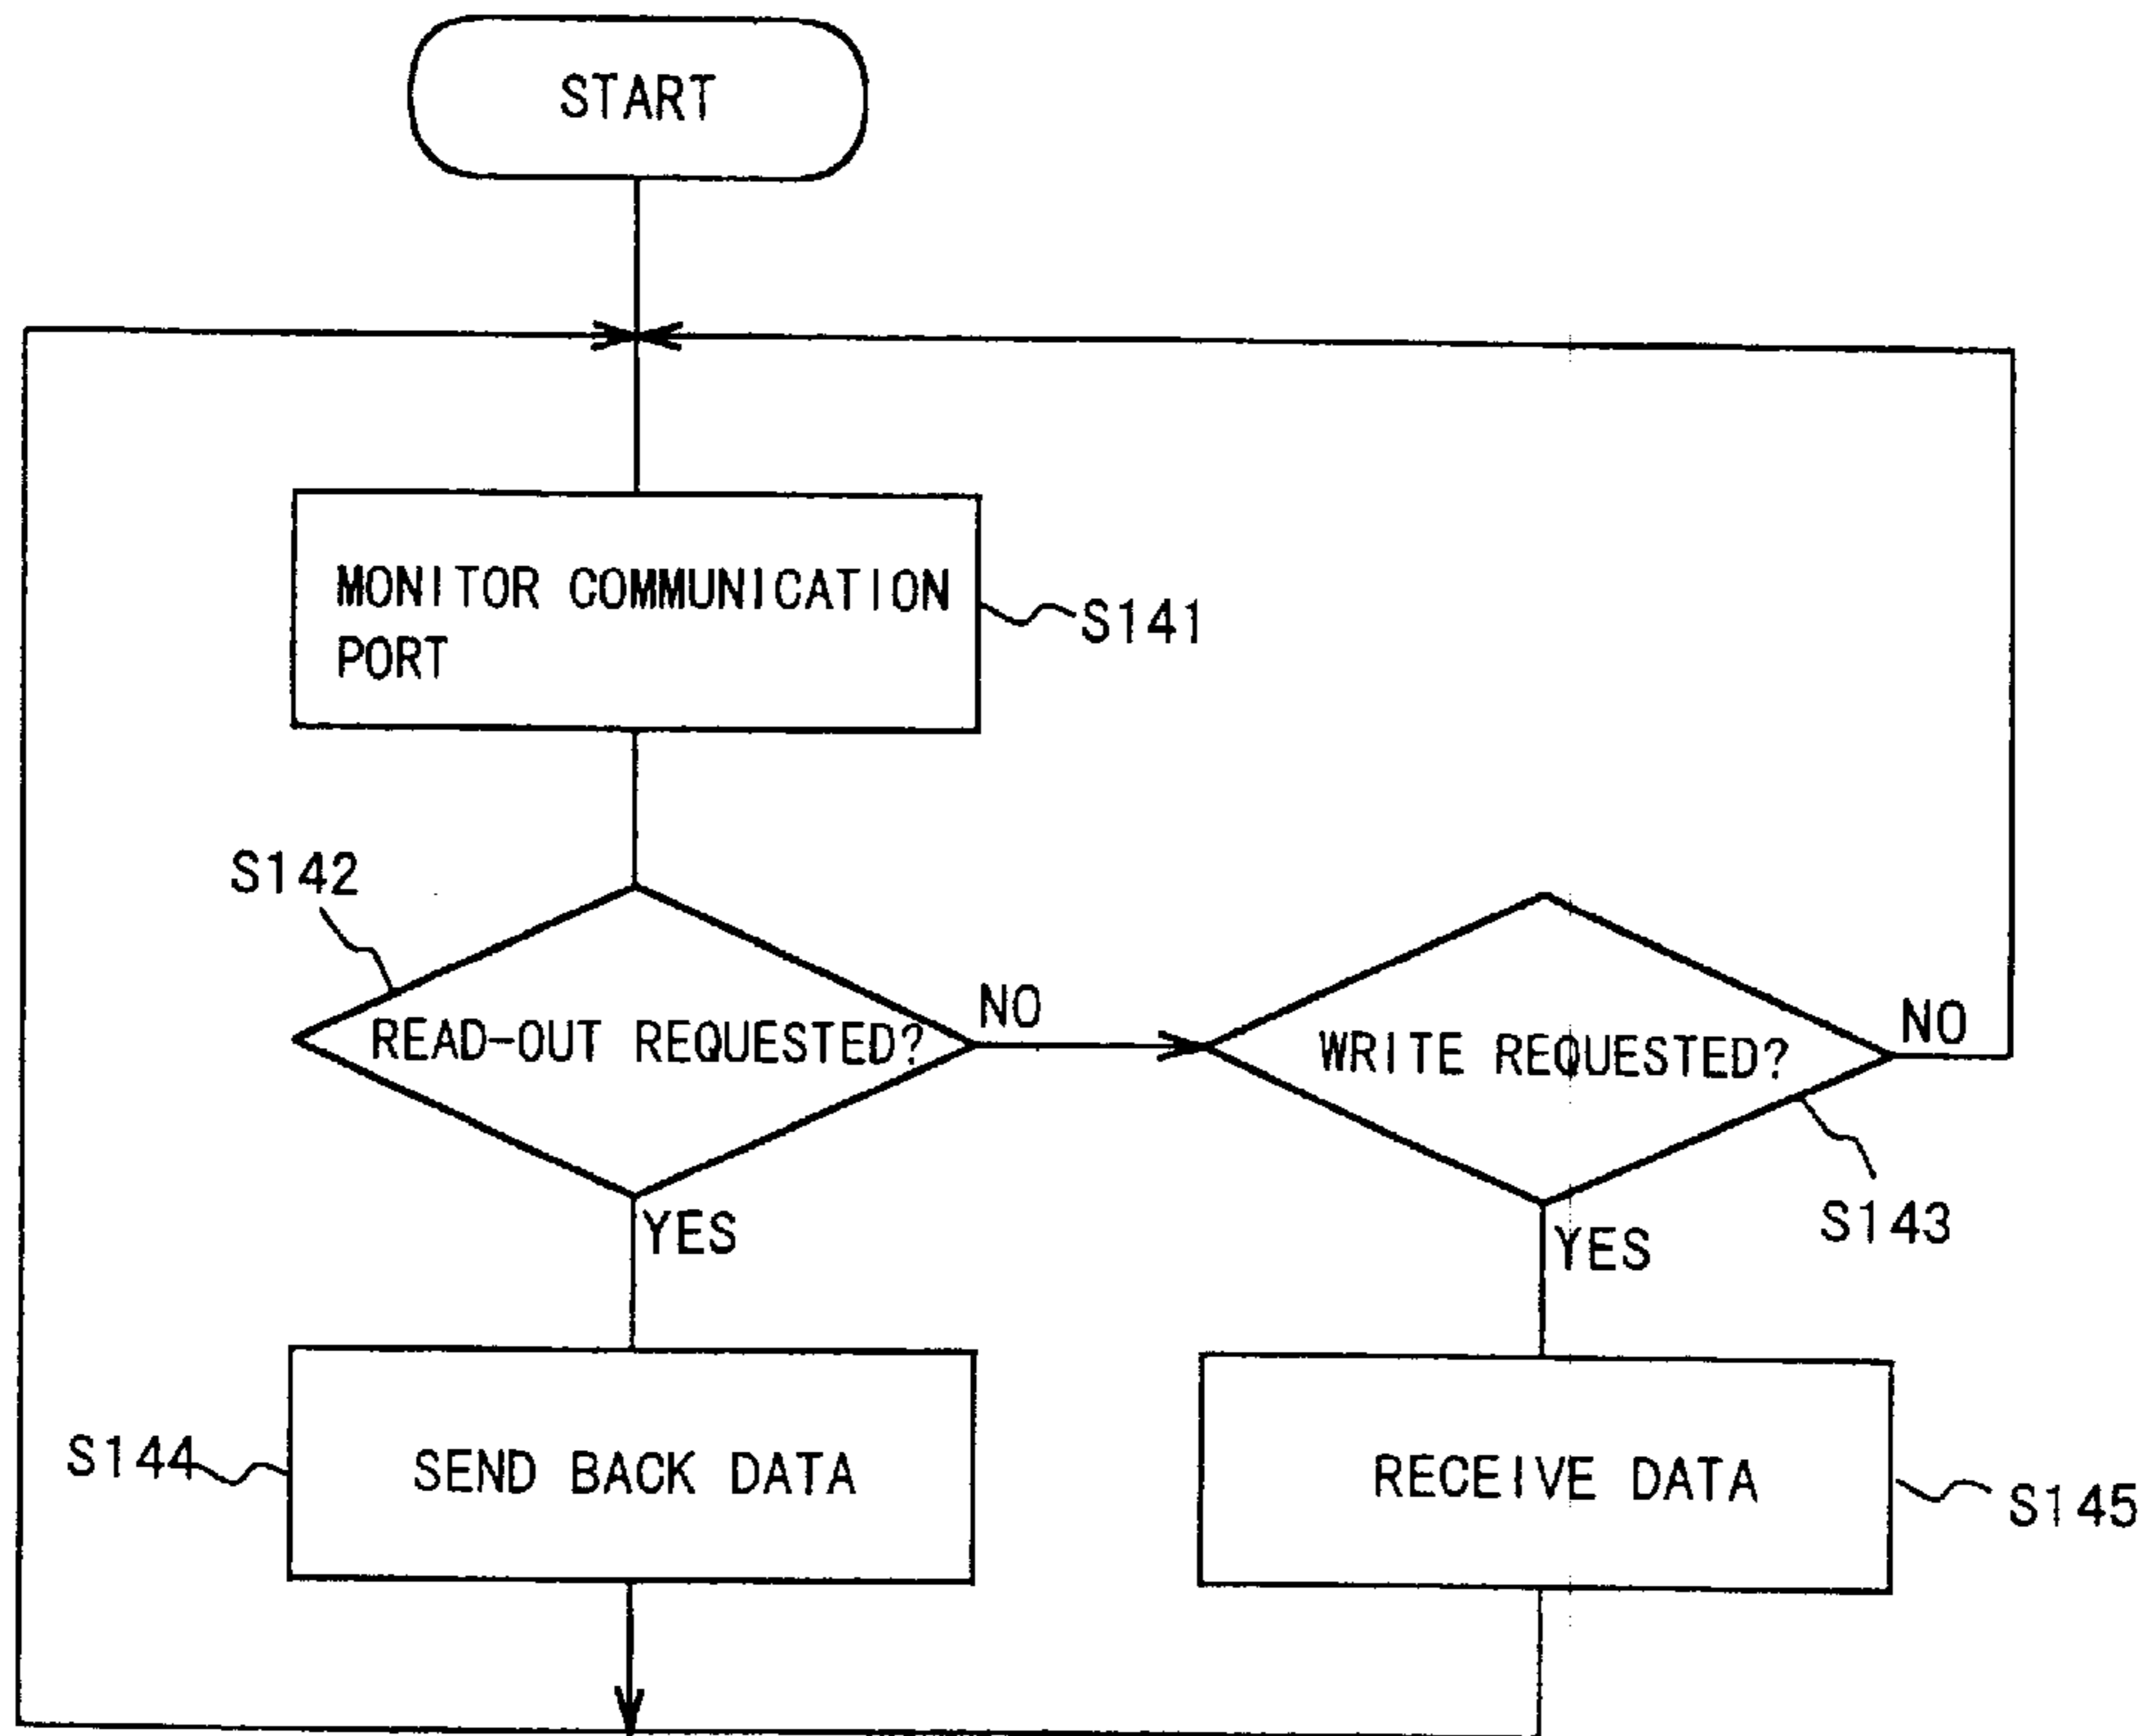 START
MONITOR COMMUNICATION
PORT
S141
S142
READ-OUT REQUESTED?
NO
WRITE REQUESTED?
NO
S143
YES
YES
S144
SEND BACK DATA
RECEIVE DATA
S145